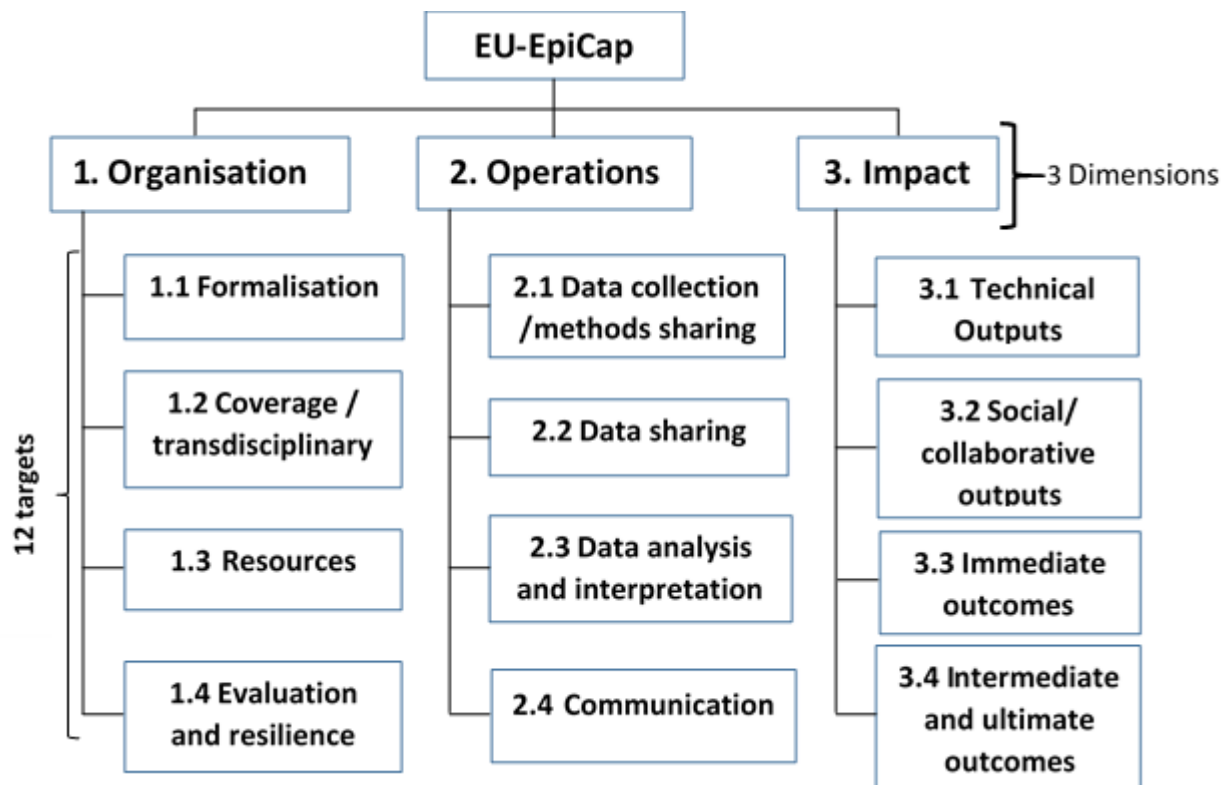 EU-EpiCap
1. Organisation
2. Operations
3. Impact
3 Dimensions
12 targets
1.1 Formalisation
1.2 Coverage /
transdisciplinary
1.3 Resources
1.4 Evaluation
and resilience
2.1 Data collection
/methods sharing
2.2 Data sharing
2.3 Data analysis
and interpretation
2.4 Communication
3.1 Technical
Outputs
3.2 Social/
collaborative
outputs
3.3 Immediate
outcomes
3.4 Intermediate
and ultimate
outcomes